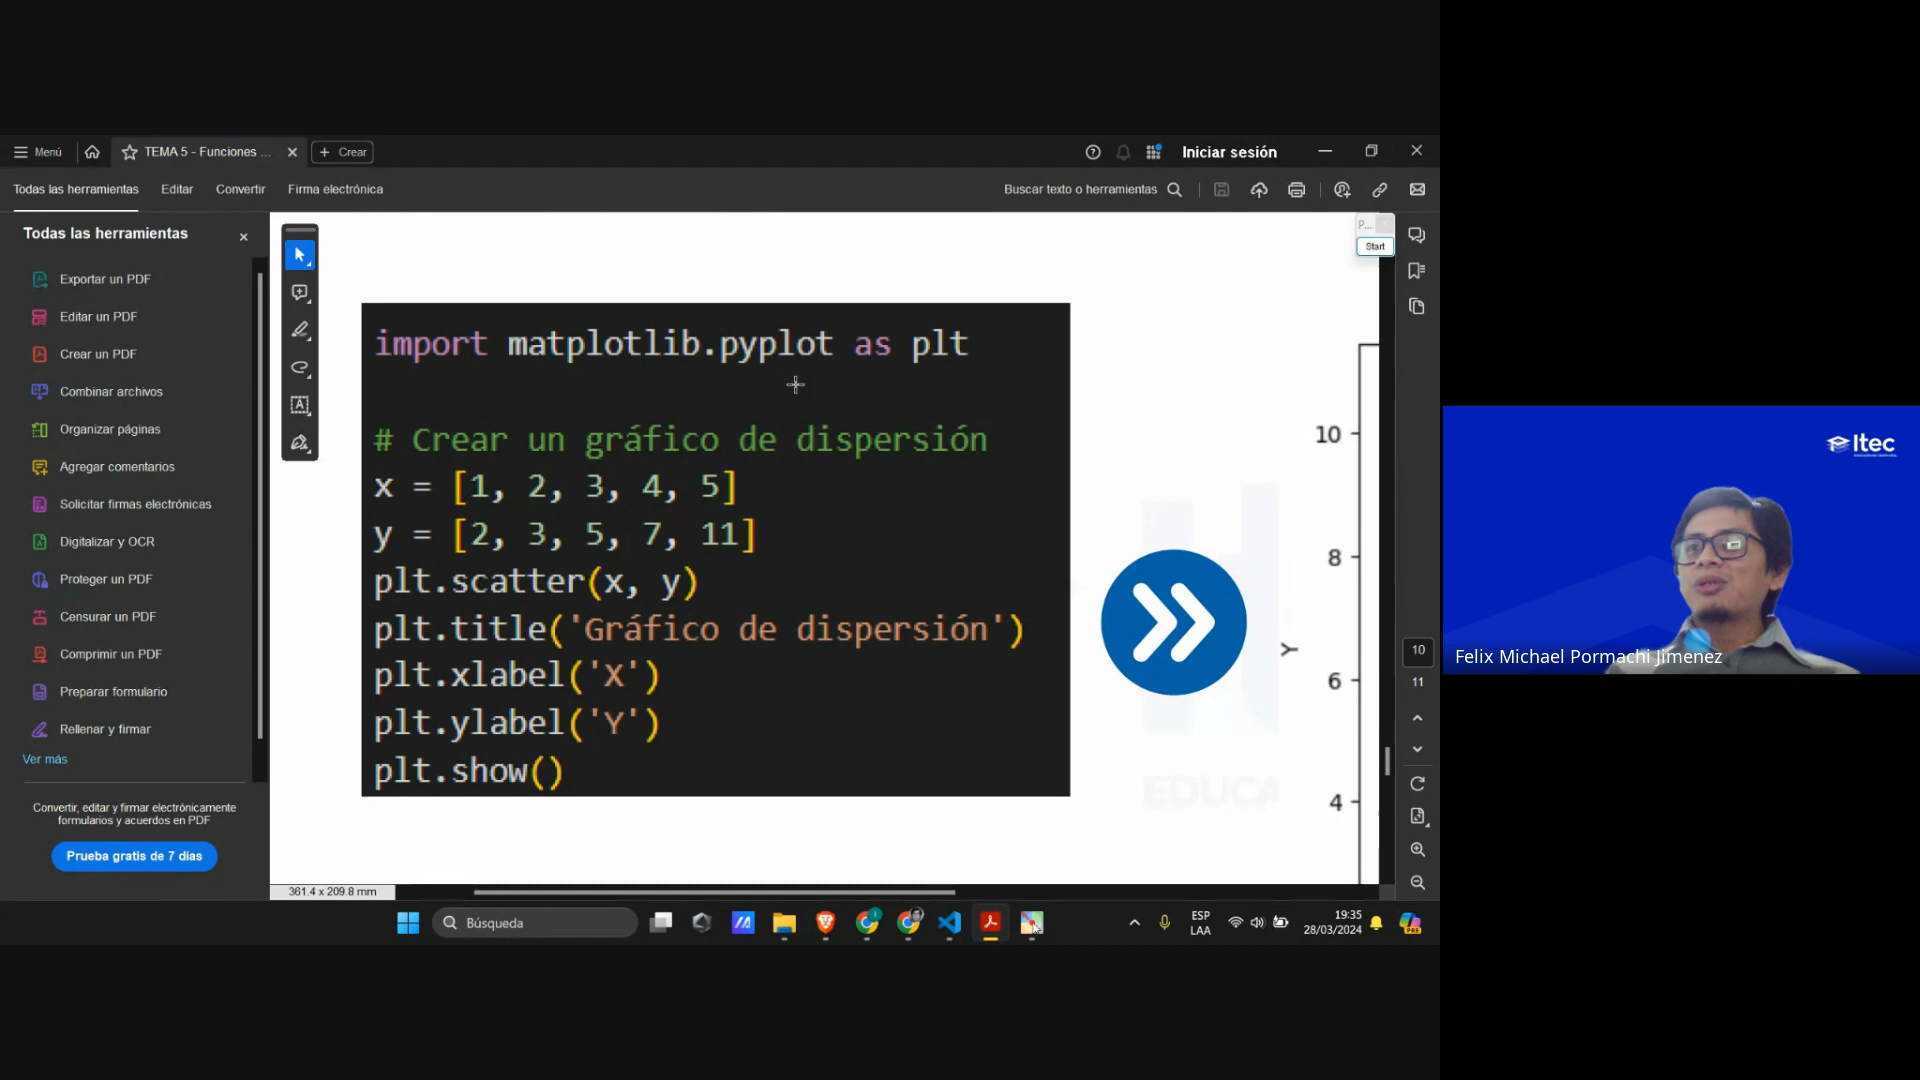 Menú
TEMA 5 - Funciones ...
Crear
Iniciar sesión
Todas las herramientas
Editar
Convertir
Firma electrónica
Buscar texto o herramientas
Todas las herramientas
Exportar un PDF
Editar un PDF
Crear un PDF
Combinar archivos
Organizar páginas
Agregar comentarios
Solicitar firmas electrónicas
Digitalizar y OCR
Proteger un PDF
Censurar un PDF
Comprimir un PDF
Preparar formulario
Rellenar y firmar
Ver más
Convertir, editar y firmar electrónicamente
formularios y acuerdos en PDF
Prueba gratis de 7 días
P...
Start
import matplotlib.pyplot as plt
# Crear un gráfico de dispersión
x = [1, 2, 3, 4, 5]
y = [2, 3, 5, 7, 11]
plt.scatter(x, y)
plt.title('Gráfico de dispersión')
plt.xlabel('X')
plt.ylabel('Y')
plt.show()
10
8
Y
6
4
EDUCA
10
11
361.4 x 209.8 mm
Búsqueda
ESP
LAA
19:35
28/03/2024
PRE
Itec
Felix Michael Pormachi Jimenez